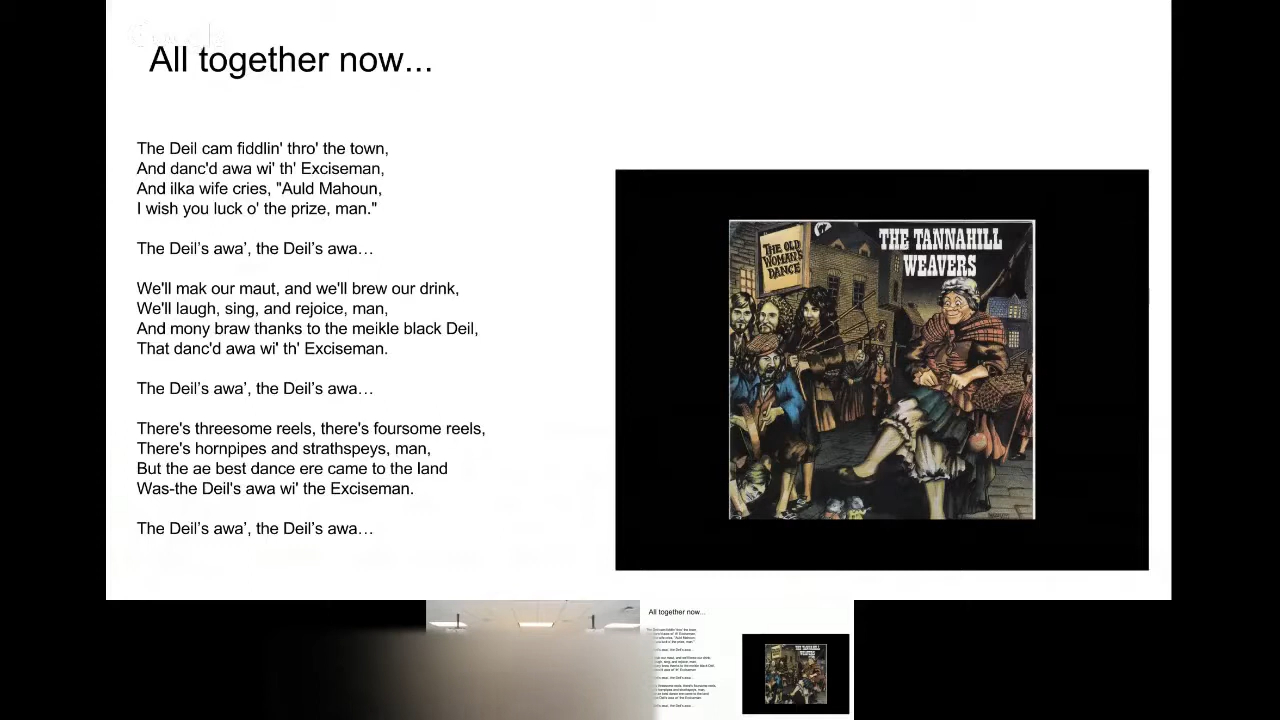 All together now...
The Deil cam fiddlin' thro' the town,
And danc'd awa wi' th' Exciseman,
And ilka wife cries, "Auld Mahoun,
I wish you luck o' the prize, man."
The Deil’s awa’, the Deil’s awa…
We'll mak our maut, and we'll brew our drink,
We'll laugh, sing, and rejoice, man,
And mony braw thanks to the meikle black Deil,
That danc'd awa wi' th' Exciseman.
The Deil’s awa’, the Deil’s awa…
There's threesome reels, there's foursome reels,
There's hornpipes and strathspeys, man,
But the ae best dance ere came to the land
Was-the Deil's awa wi' the Exciseman.
The Deil’s awa’, the Deil’s awa…
THE OLD
WOMAN'S
DANCE
THE TANNAHILL
WEAVERS
All together now...
THE TANNAHILL
WEAVERS